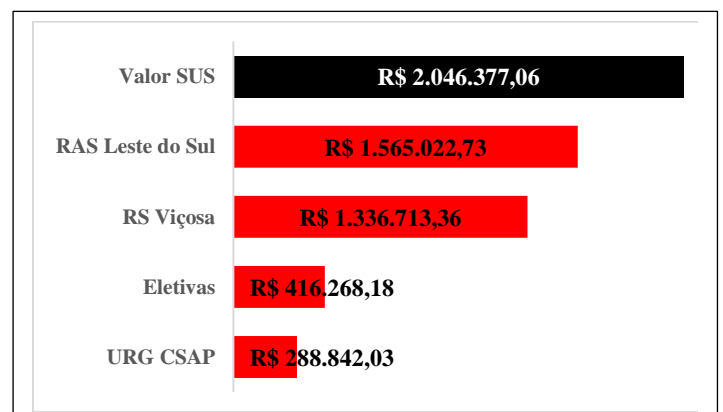 Valor SUS R$ 2.046.377,06
RAS Leste do Sul R$ 1.565.022,73
RS Viçosa R$ 1.336.713,36
Eletivas R$ 416.268,18
URG CSAP R$ 288.842,03